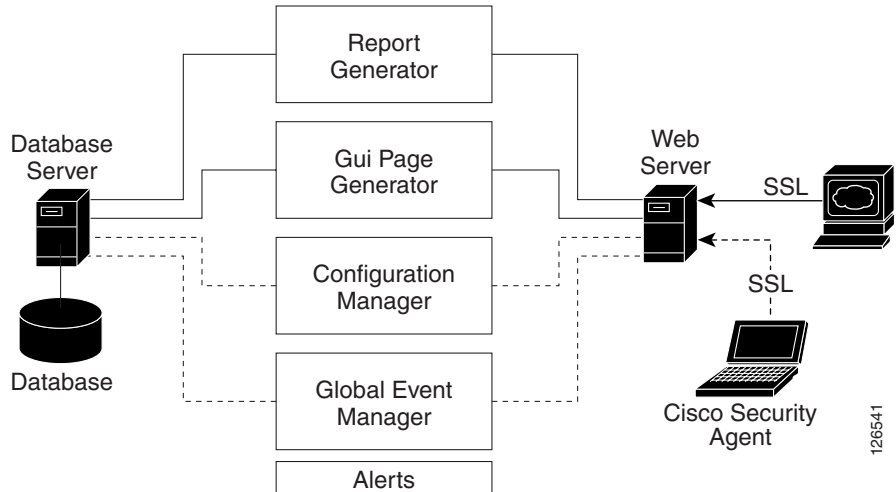 Report
Generator
Database
Server
Gui Page
Generator
Web
Server
SSL
Configuration
Manager
SSL
Database
Global Event
Manager
Cisco Security
Agent
126541
Alerts